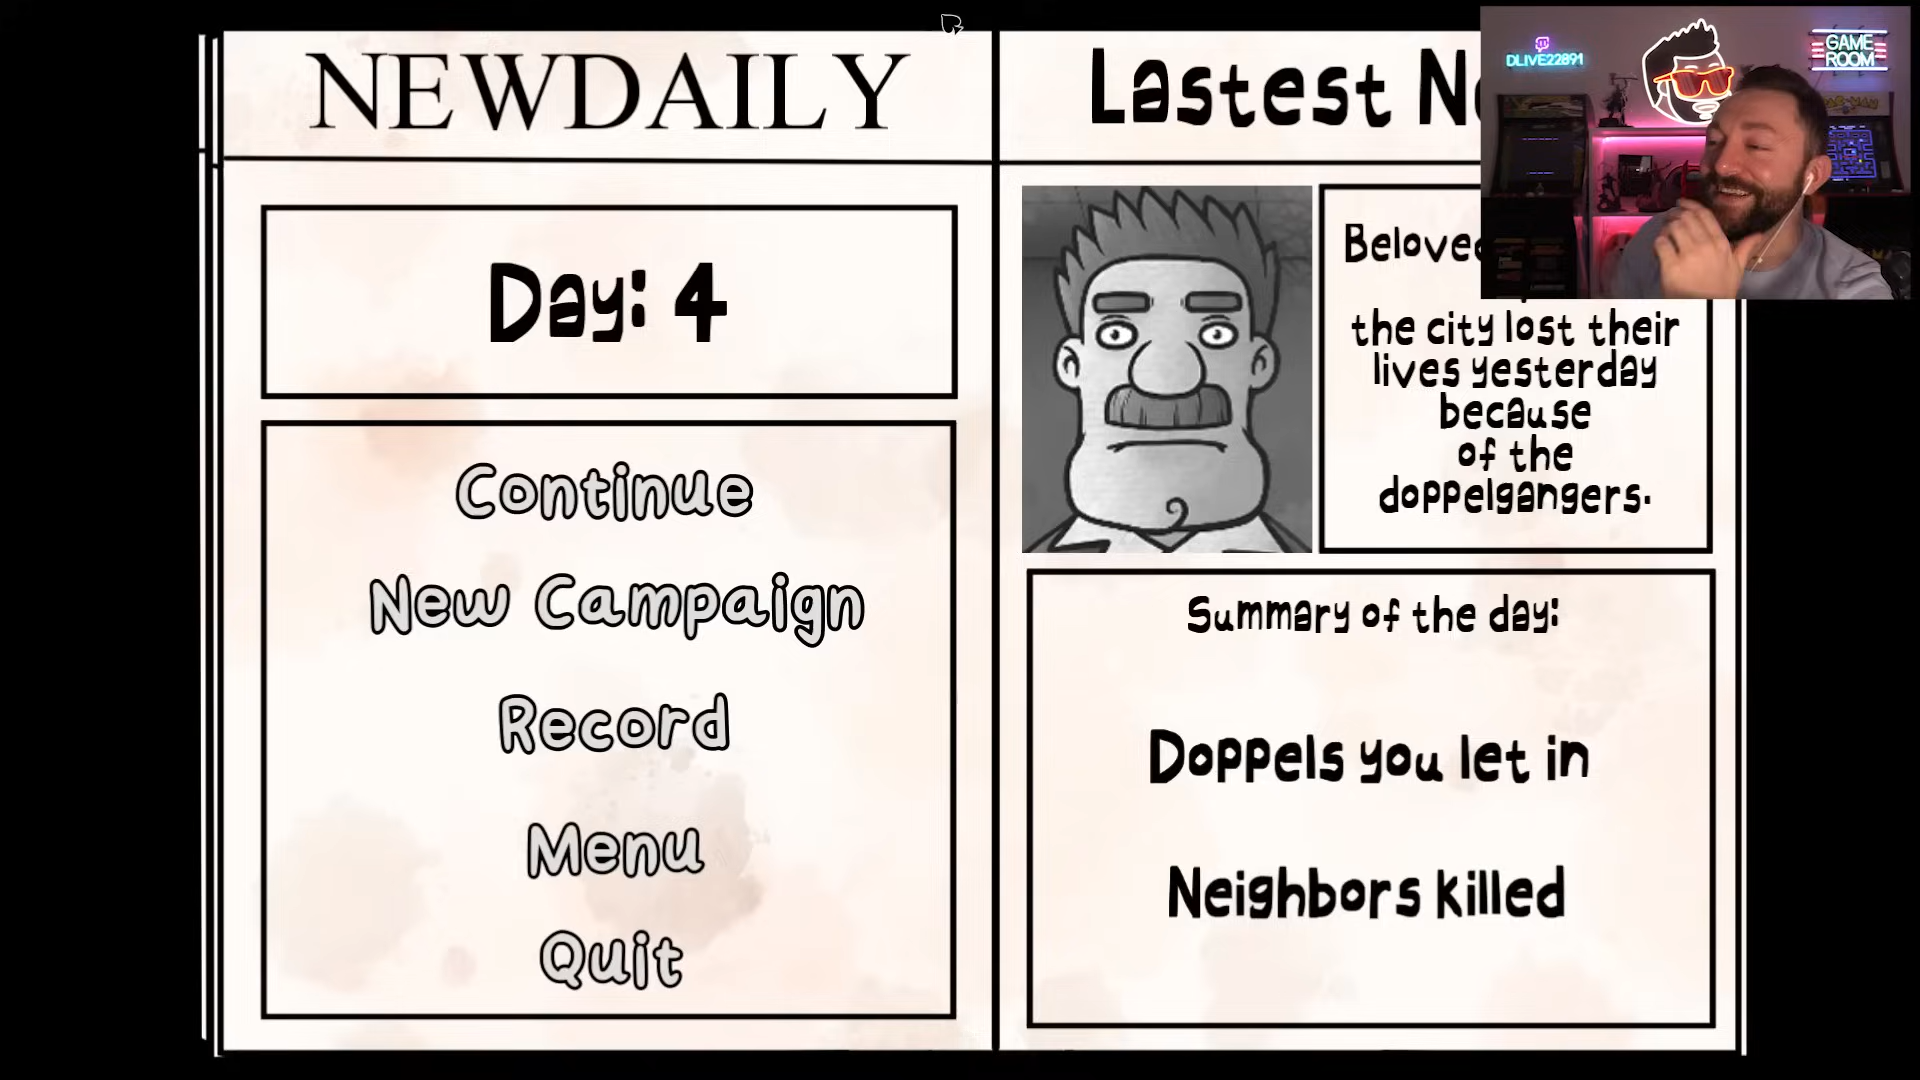 NEWDAILY
Day: 4
Continue
New Campaign
Record
Menu
Quit
Lastest
the city lost their
lives yesterday
because
of the
doppelgangers.
Summary of the day:
Doppels you let in
Neighbors killed
DLIVE22891
GAME
ROOM